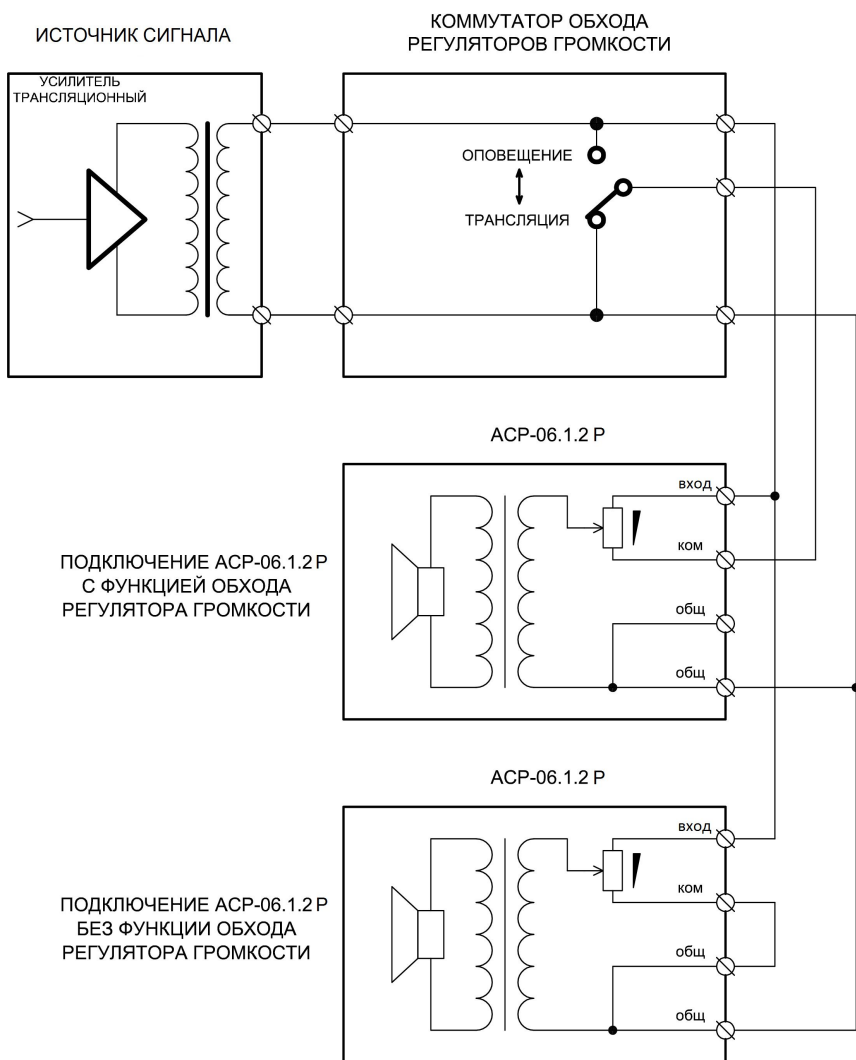 ИСТОЧНИК СИГНАЛА
КОММУТАТОР ОБХОДА
РЕГУЛЯТОРОВ ГРОМКОСТИ
УСИЛИТЕЛЬ
ТРАНСЛЯЦИОННЫЙ
ОПОВЕЩЕНИЕ
ТРАНСЛЯЦИЯ
АСР-06.1.2 Р
вход
ком
общ
общ
ПОДКЛЮЧЕНИЕ АСР-06.1.2 Р
С ФУНКЦИЕЙ ОБХОДА
РЕГУЛЯТОРА ГРОМКОСТИ
АСР-06.1.2 Р
вход
ком
общ
общ
ПОДКЛЮЧЕНИЕ АСР-06.1.2 Р
БЕЗ ФУНКЦИИ ОБХОДА
РЕГУЛЯТОРА ГРОМКОСТИ